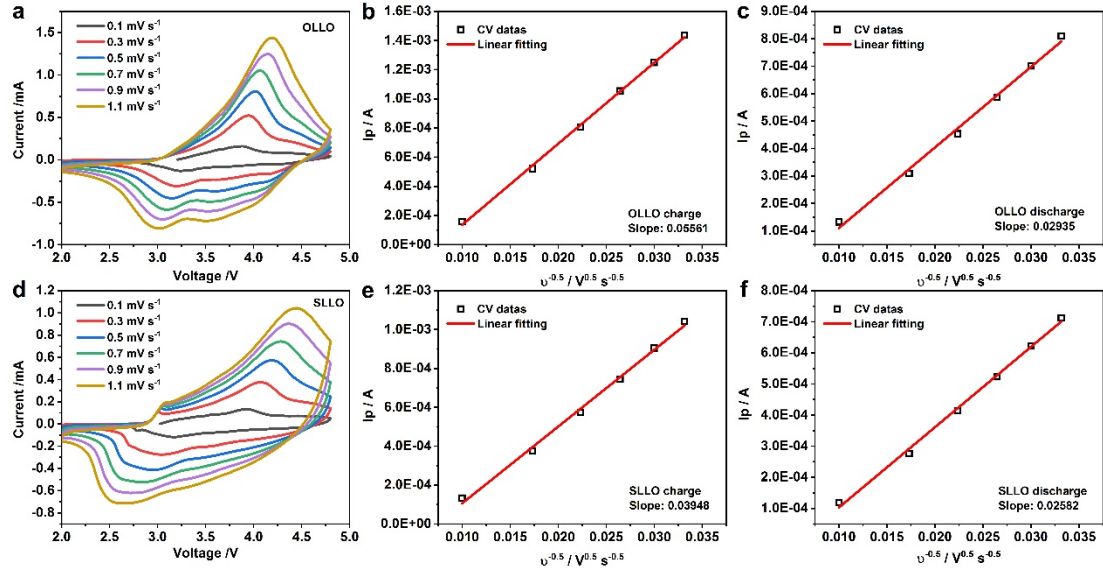 a
0.1 mV s⁻¹
0.3 mV s⁻¹
0.5 mV s⁻¹
0.7 mV s⁻¹
0.9 mV s⁻¹
1.1 mV s⁻¹
OLLO
1.5
1.0
0.5
0.0
-0.5
-1.0
Current /mA
2.0 2.5 3.0 3.5 4.0 4.5 5.0
Voltage /V
b
CV datas
Linear fitting
1.6E-03
1.4E-03
1.2E-03
1.0E-03
8.0E-04
6.0E-04
4.0E-04
2.0E-04
0.0E+00
Ip / A
OLLO charge
Slope: 0.05561
0.010 0.015 0.020 0.025 0.030 0.035
υ⁻⁰·⁵ / V⁰·⁵ s⁻⁰·⁵
c
CV datas
Linear fitting
9.0E-04
8.0E-04
7.0E-04
6.0E-04
5.0E-04
4.0E-04
3.0E-04
2.0E-04
1.0E-04
Ip / A
OLLO discharge
Slope: 0.02935
0.010 0.015 0.020 0.025 0.030 0.035
υ⁻⁰·⁵ / V⁰·⁵ s⁻⁰·⁵
d
0.1 mV s⁻¹
0.3 mV s⁻¹
0.5 mV s⁻¹
0.7 mV s⁻¹
0.9 mV s⁻¹
1.1 mV s⁻¹
SLLO
1.2
1.0
0.8
0.6
0.4
0.2
0.0
-0.2
-0.4
-0.6
-0.8
Current /mA
2.0 2.5 3.0 3.5 4.0 4.5 5.0
Voltage /V
e
CV datas
Linear fitting
1.2E-03
1.0E-03
8.0E-04
6.0E-04
4.0E-04
2.0E-04
0.0E+00
Ip / A
SLLO charge
Slope: 0.03948
0.010 0.015 0.020 0.025 0.030 0.035
υ⁻⁰·⁵ / V⁰·⁵ s⁻⁰·⁵
f
CV datas
Linear fitting
8.0E-04
7.0E-04
6.0E-04
5.0E-04
4.0E-04
3.0E-04
2.0E-04
1.0E-04
Ip / A
SLLO discharge
Slope: 0.02582
0.010 0.015 0.020 0.025 0.030 0.035
υ⁻⁰·⁵ / V⁰·⁵ s⁻⁰·⁵